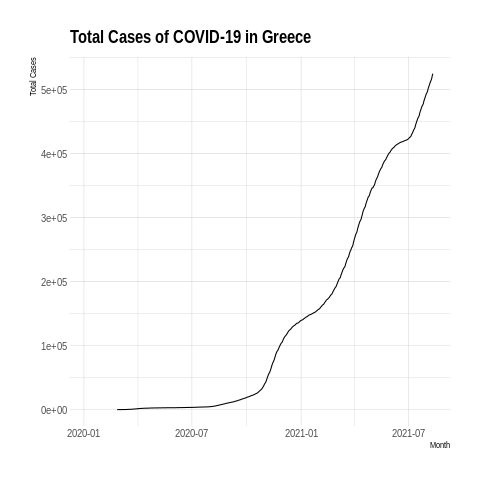 Total Cases of COVID-19 in Greece
Total Cases
5e+05
4e+05
3e+05
2e+05
1e+05
0e+00
2020-01 2020-07 2021-01 2021-07
Month